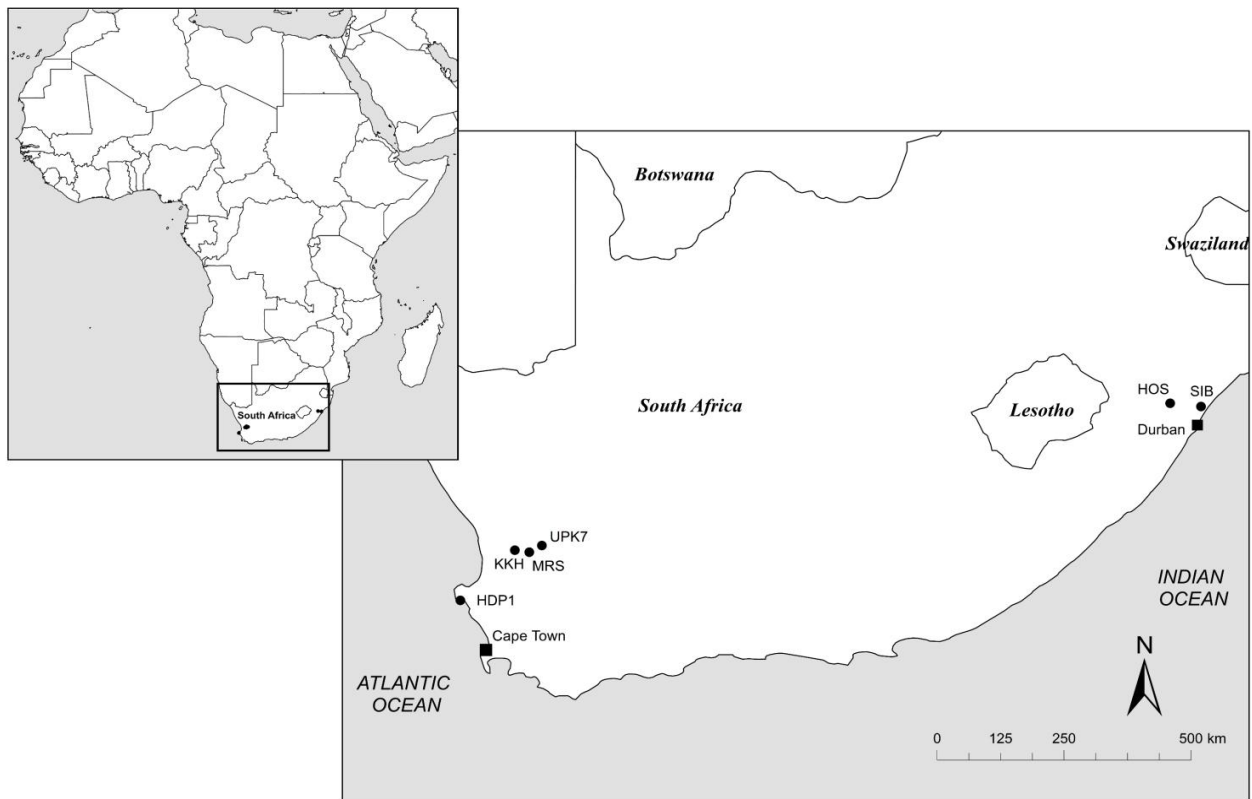 South Africa
Botswana
Swaziland
South Africa
Lesotho
HOS
SIB
Durban
UPK7
KKH
MRS
HDP1
Cape Town
INDIAN
OCEAN
ATLANTIC
OCEAN
N
0 125 250 500 km